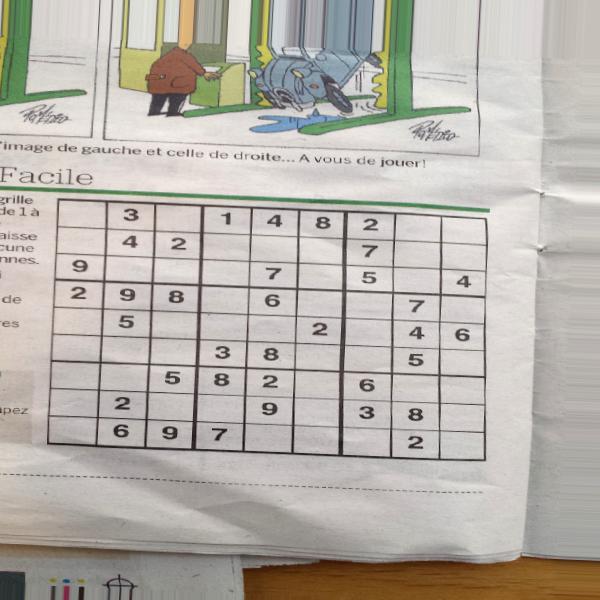 'image de gauche et celle de droite... A vous de jouer!
Facile
grille
de 1 à
aisse
cune
nnes.
de
res
apez
3 1 4 8 2
4 2 7
9 7 5 4
2 9 8 6 7
5 2 4 6
3 8 5
5 8 2 6
2 9 3 8
6 9 7 2